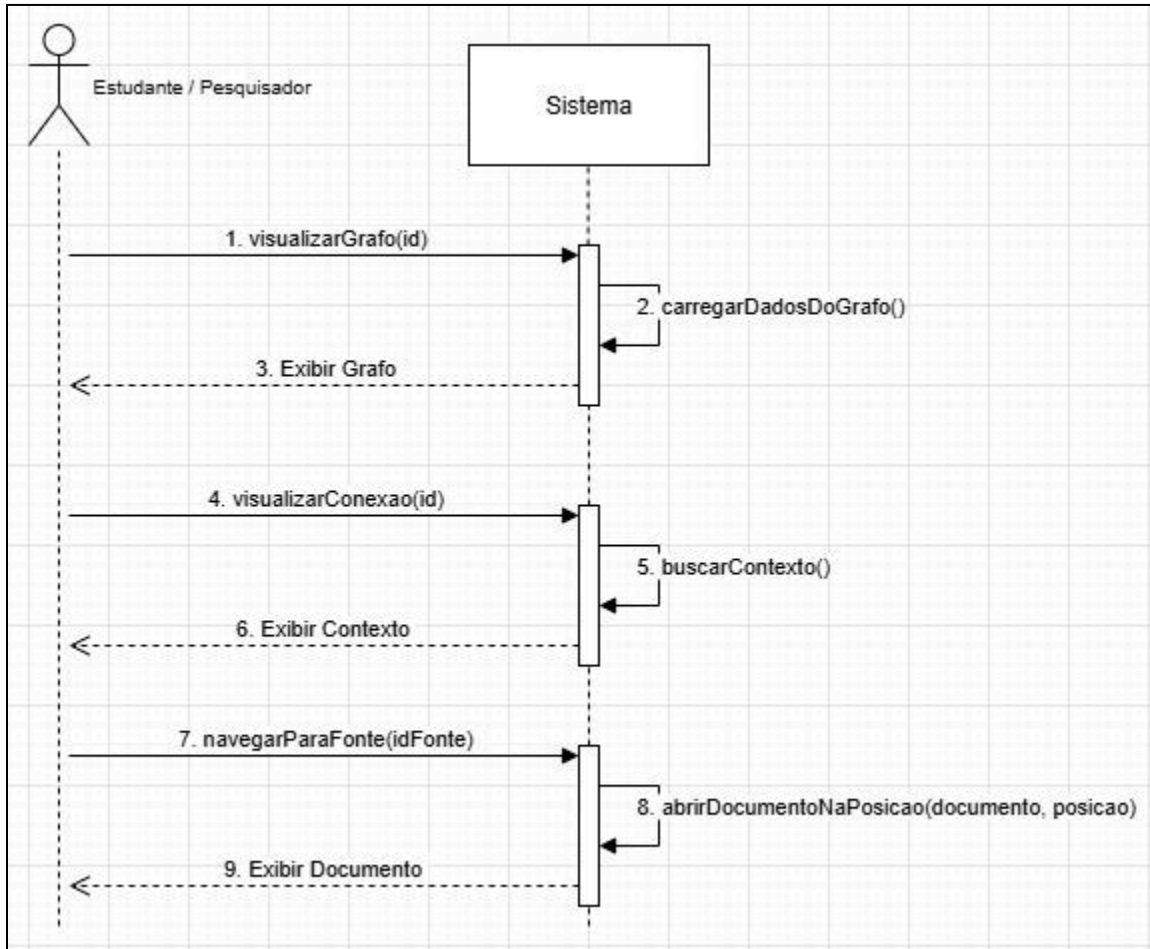 Estudante / Pesquisador
Sistema
1. visualizarGrafo(id)
2. carregarDadosDoGrafo()
3. Exibir Grafo
4. visualizarConexao(id)
5. buscarContexto()
6. Exibir Contexto
7. navegarParaFonte(idFonte)
8. abrirDocumentoNaPosicao(documento, posicao)
9. Exibir Documento